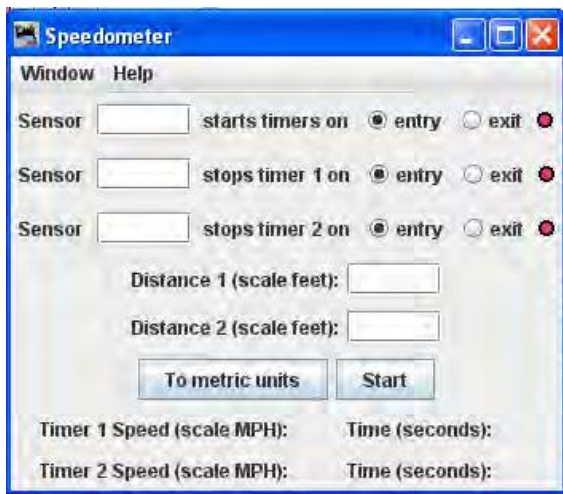 Speedometer
Window Help
Sensor starts timers on entry exit
Sensor stops timer 1 on entry exit
Sensor stops timer 2 on entry exit
Distance 1 (scale feet):
Distance 2 (scale feet):
To metric units Start
Timer 1 Speed (scale MPH): Time (seconds):
Timer 2 Speed (scale MPH): Time (seconds):